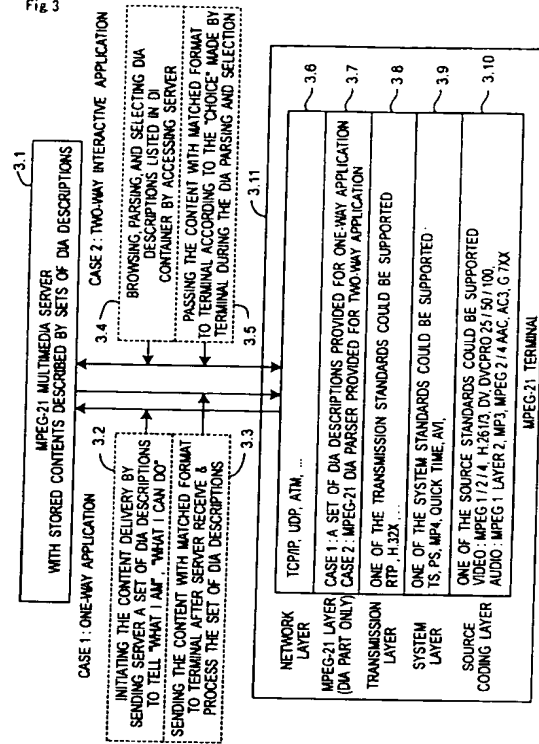 Fig 3
3.1
MPEG-21 MULTIMEDIA SERVER
WITH STORED CONTENTS DESCRIBED BY SETS OF DIA DESCRIPTIONS
CASE 1: ONE-WAY APPLICATION
3.2
INITIATING THE CONTENT DELIVERY BY
SENDING SERVER A SET OF DIA DESCRIPTIONS
TO TELL "WHAT I AM", "WHAT I CAN DO"
SENDING THE CONTENT WITH MATCHED FORMAT
TO TERMINAL AFTER SERVER RECEIVE &
PROCESS THE SET OF DIA DESCRIPTIONS
3.3
CASE 2: TWO-WAY INTERACTIVE APPLICATION
3.4
BROWSING, PARSING, AND SELECTING DIA
DESCRIPTIONS LISTED IN DI
CONTAINER BY ACCESSING SERVER
PASSING THE CONTENT WITH MATCHED FORMAT
TO TERMINAL ACCORDING TO THE "CHOICE" MADE BY
TERMINAL DURING THE DIA PARSING AND SELECTION
3.5
3.11
NETWORK
LAYER
TCP/IP, UDP, ATM, ...
3.6
MPEG-21 LAYER
(DIA PART ONLY)
CASE 1: A SET OF DIA DESCRIPTIONS PROVIDED FOR ONE-WAY APPLICATION
CASE 2: MPEG-21 DIA PARSER PROVIDED FOR TWO-WAY APPLICATION
3.7
TRANSMISSION
LAYER
ONE OF THE TRANSMISSION STANDARDS COULD BE SUPPORTED
RTP, H.32X...
3.8
SYSTEM
LAYER
ONE OF THE SYSTEM STANDARDS COULD BE SUPPORTED:
TS, PS, MP4, QUICK TIME, AVI,
3.9
SOURCE
CODING LAYER
ONE OF THE SOURCE STANDARDS COULD BE SUPPORTED
VIDEO: MPEG 1/2/4, H.261/3, DV, DVCPRO 25/50/100,
AUDIO: MPEG 1 LAYER 2, MP3, MPEG 2/4 AAC, AC3, G 7XX
3.10
MPEG-21 TERMINAL